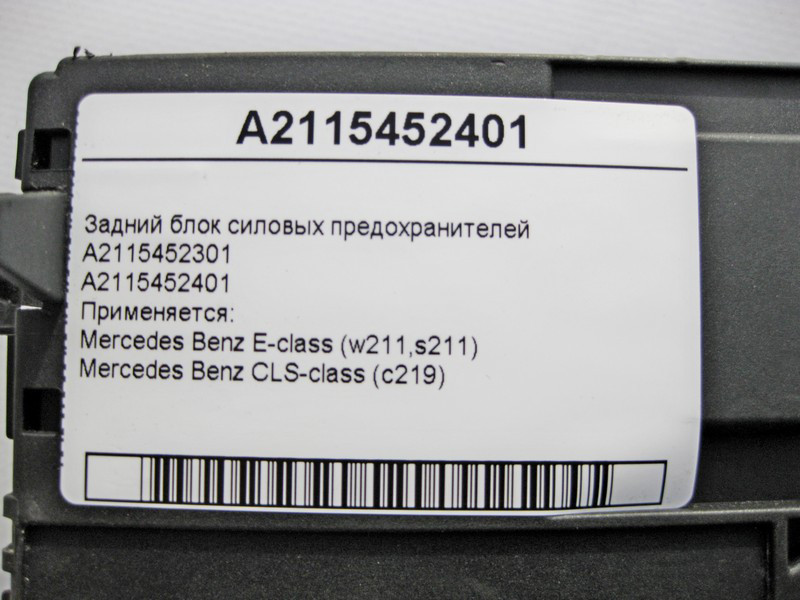 A2115452401
Задний блок силовых предохранителей
A2115452301
A2115452401
Применяется:
Mercedes Benz E-class (w211,s211)
Mercedes Benz CLS-class (c219)